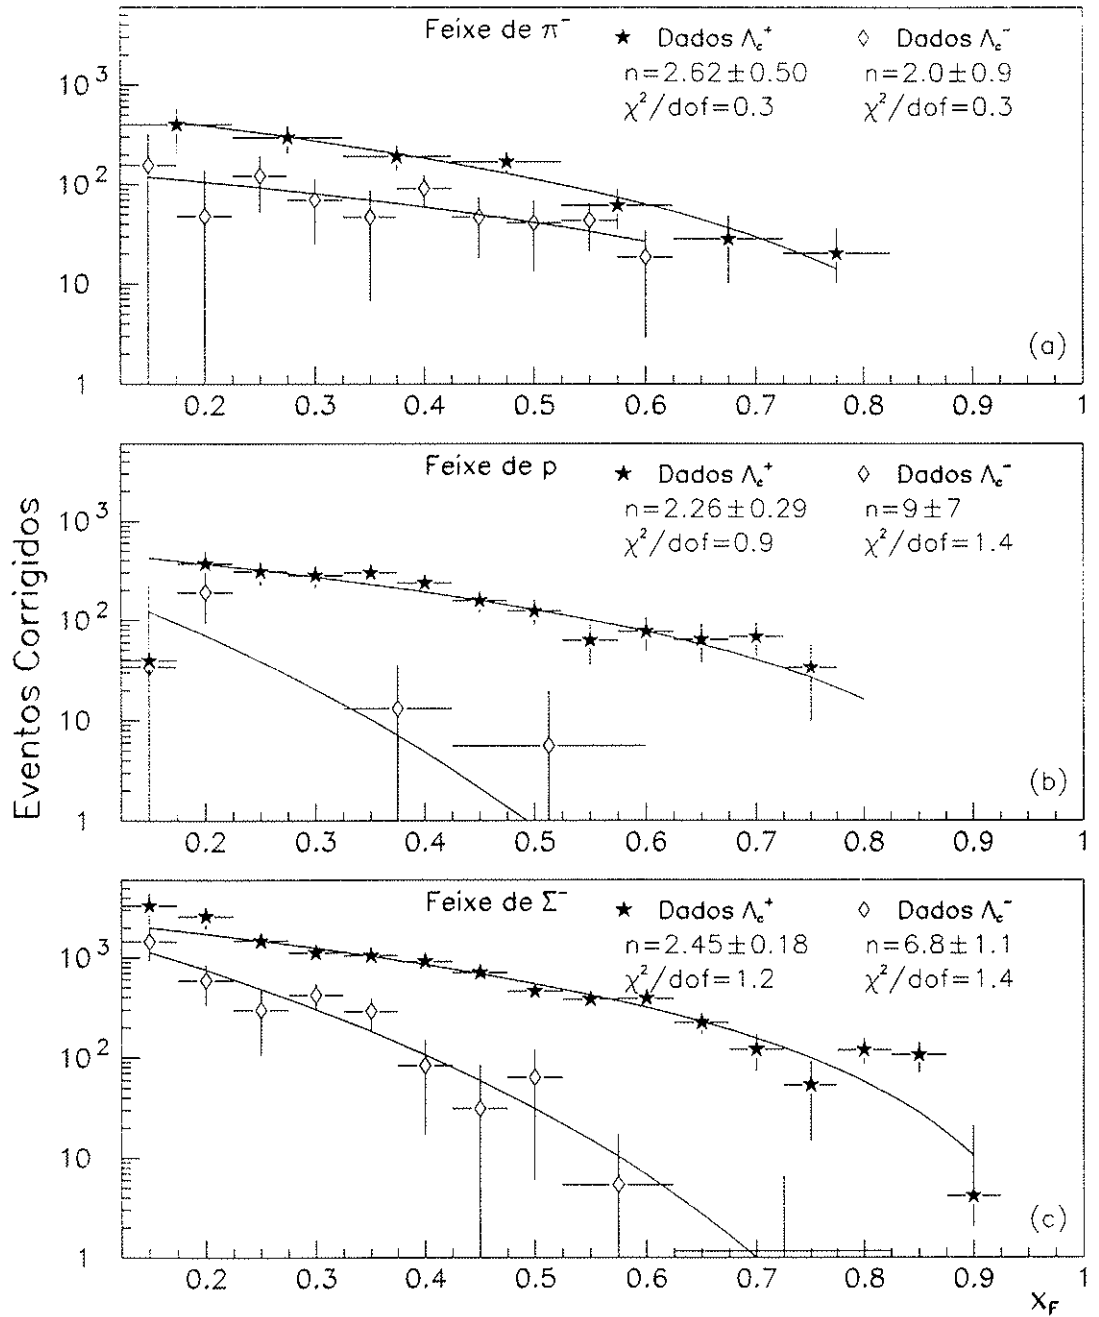 Feixe de π⁻
★ Dados Λc⁺ ◇ Dados Λc⁻
n=2.62±0.50 n=2.0±0.9
χ²/dof=0.3 χ²/dof=0.3
10³
10²
10
1
(a)
0.2 0.3 0.4 0.5 0.6 0.7 0.8 0.9 1
Feixe de p
★ Dados Λc⁺ ◇ Dados Λc⁻
n=2.26±0.29 n=9±7
χ²/dof=0.9 χ²/dof=1.4
10³
10²
10
1
(b)
0.2 0.3 0.4 0.5 0.6 0.7 0.8 0.9 1
Eventos Corrigidos
Feixe de Σ⁻
★ Dados Λc⁺ ◇ Dados Λc⁻
n=2.45±0.18 n=6.8±1.1
χ²/dof=1.2 χ²/dof=1.4
10³
10²
10
1
(c)
0.2 0.3 0.4 0.5 0.6 0.7 0.8 0.9 1
x_F